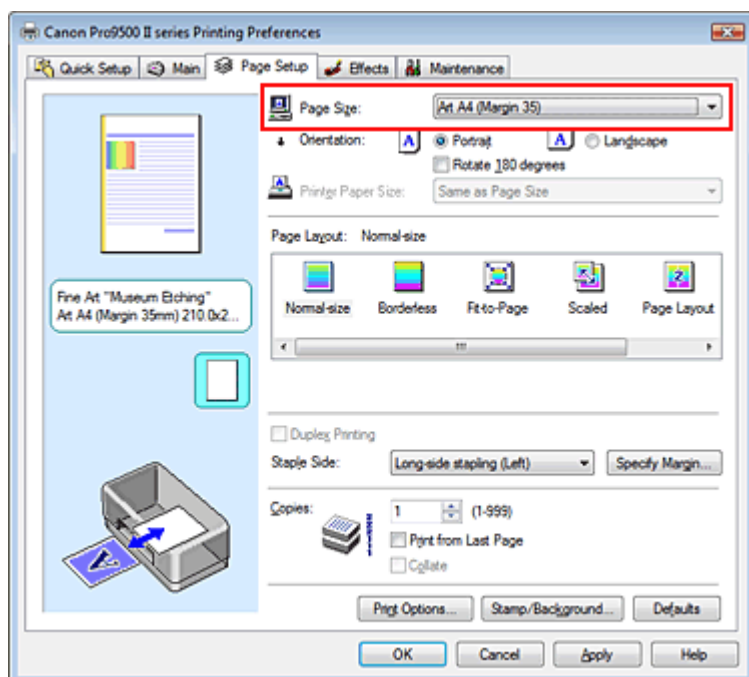 Canon Pro9500 II series Printing Preferences
Quick Setup Main Page Setup Effects Maintenance
Page Size: Art A4 (Margin 35)
Orientation: A Portrait A Landscape
Rotate 180 degrees
Printer Paper Size: Same as Page Size
Page Layout: Normal-size
Normal-size Borderless Fit-to-Page Scaled Page Layout
Fine Art "Museum Etching"
Art A4 (Margin 35mm) 210.0x2...
Duplex Printing
Staple Side: Long-side stapling (Left) Specify Margin...
Copies: 1 (1-999)
Print from Last Page
Collate
Print Options... Stamp/Background... Defaults
OK Cancel Apply Help